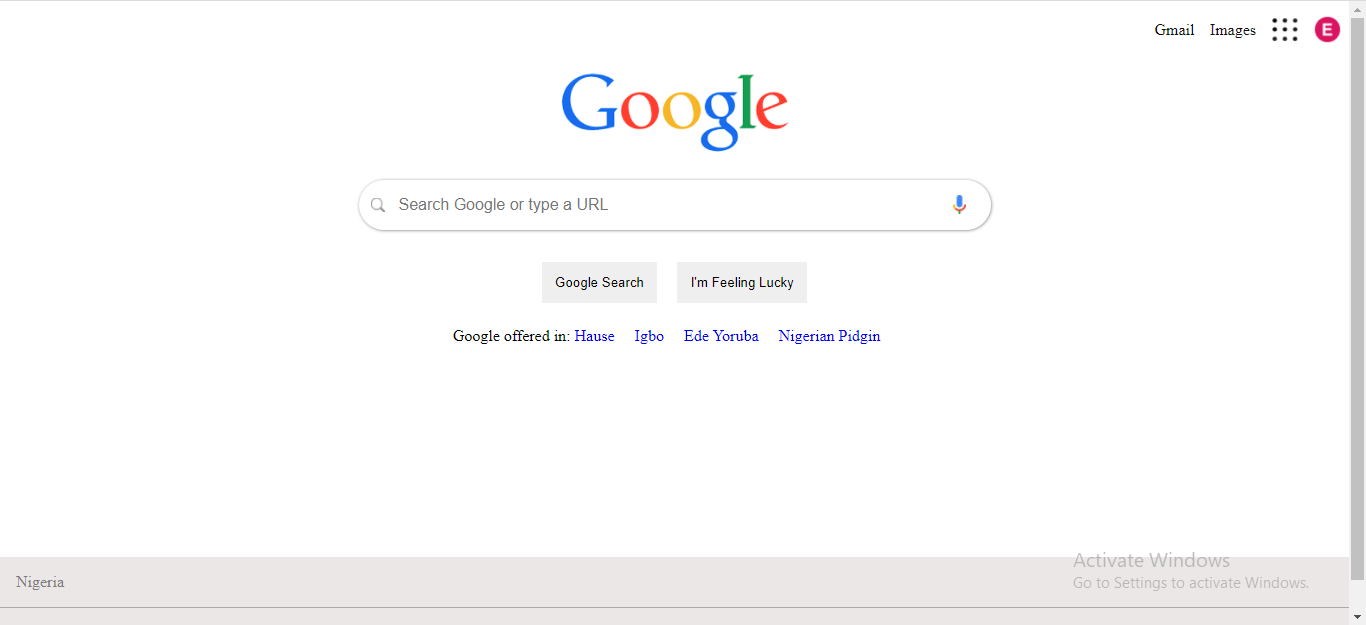 Gmail Images E
Google
Search Google or type a URL
Google Search I'm Feeling Lucky
Google offered in: Hause Igbo Ede Yoruba Nigerian Pidgin
Activate Windows
Nigeria Go to Settings to activate Windows.